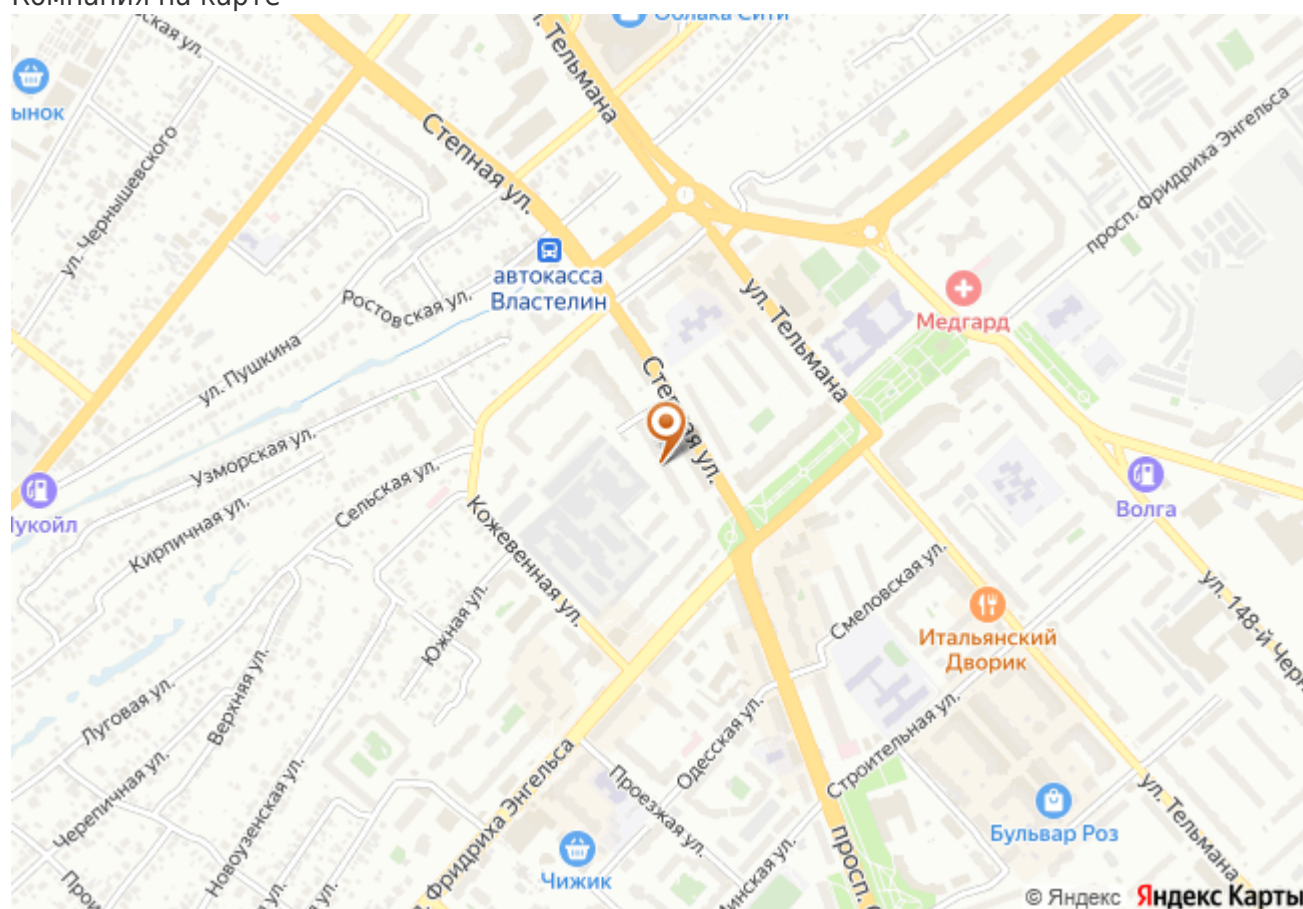 Компания на карте
Облака Сити
ская ул.
л. Тельмана
ынок
ул. Чернышевского
Степная ул.
просп. Фридриха Энгельса
автокасса
Властелин
Ростовская ул.
ул. Тельмана
Медгард
ул. Пушкина
Степная ул.
Узморская ул.
Сельская ул.
Лукойл
Волга
Кирпичная ул.
Кожевенная ул.
Южная ул.
Смеловская ул.
ул. 148-й Черн
Итальянский
Дворик
Луговая ул.
Верхняя ул.
Одесская ул.
Строительная ул.
Черепичная ул.
Новоузенская ул.
Фридриха Энгельса
Проезжая ул.
Бульвар Роз
ул. Тельмана
Чижик
Минская ул.
просп.
Прои
© Яндекс Яндекс Карты